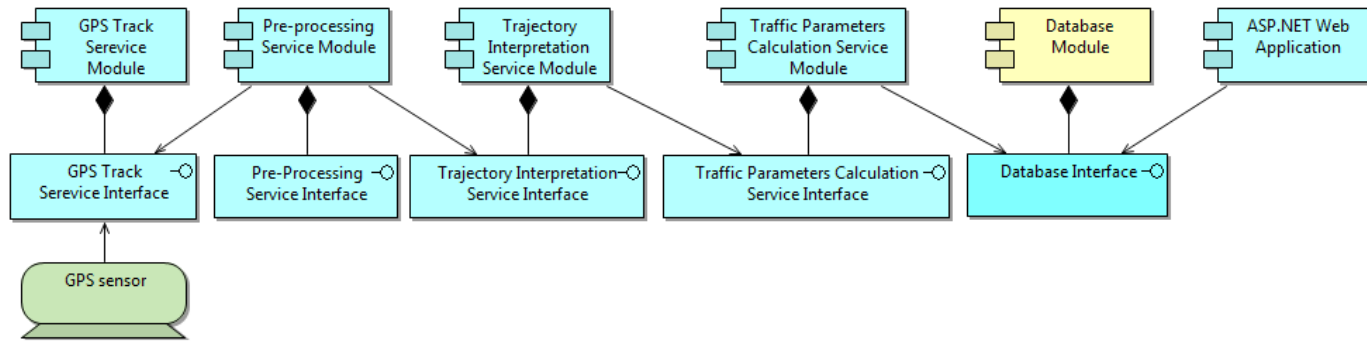 GPS Track
Serevice
Module
Pre-processing
Service Module
Trajectory
Interpretation
Service Module
Traffic Parameters
Calculation Service
Module
Database
Module
ASP.NET Web
Application
GPS Track
Serevice Interface
Pre-Processing
Service Interface
Trajectory Interpretation
Service Interface
Traffic Parameters Calculation
Service Interface
Database Interface
GPS sensor